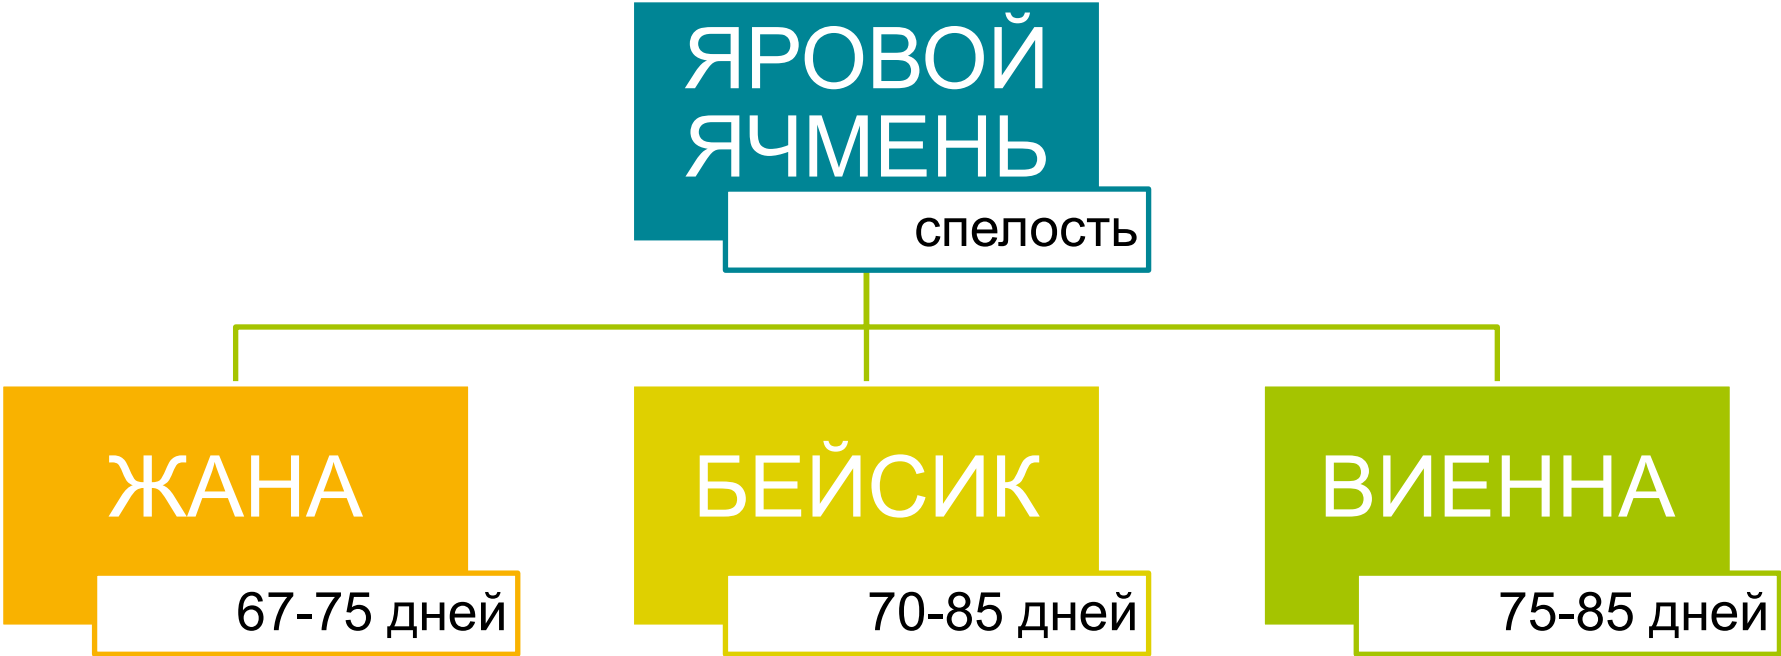 ЯРОВОЙ
ЯЧМЕНЬ
спелость
ЖАНА
67-75 дней
БЕЙСИК
70-85 дней
ВИЕННА
75-85 дней